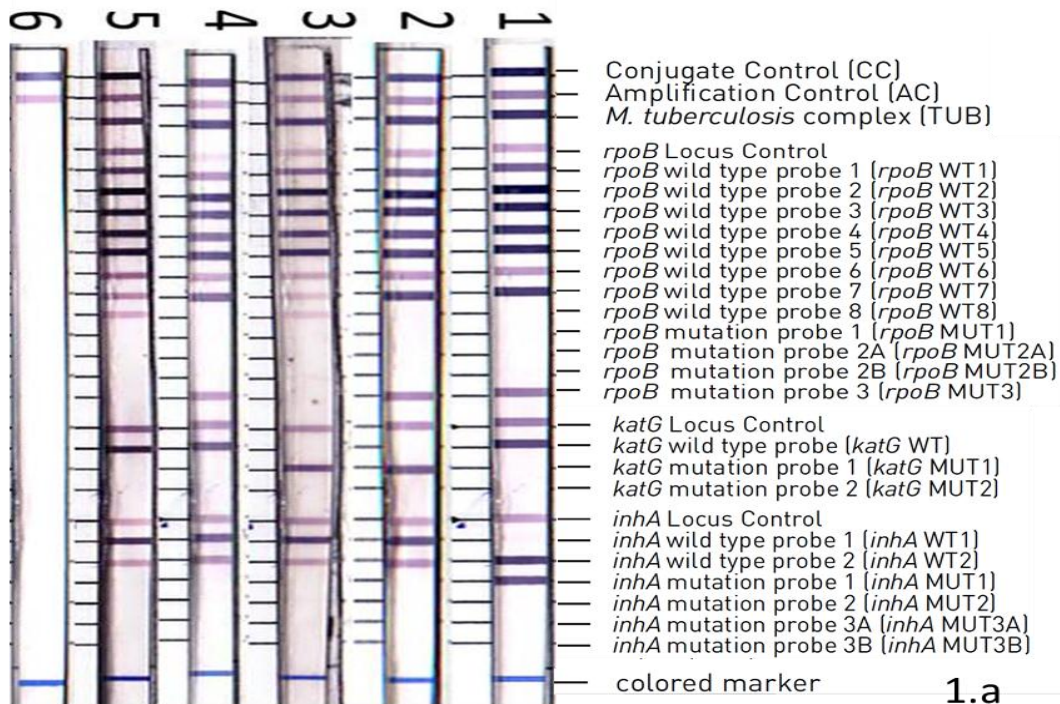 6 5 4 3 2 1
Conjugate Control (CC)
Amplification Control (AC)
M. tuberculosis complex (TUB)
rpoB Locus Control
rpoB wild type probe 1 (rpoB WT1)
rpoB wild type probe 2 (rpoB WT2)
rpoB wild type probe 3 (rpoB WT3)
rpoB wild type probe 4 (rpoB WT4)
rpoB wild type probe 5 (rpoB WT5)
rpoB wild type probe 6 (rpoB WT6)
rpoB wild type probe 7 (rpoB WT7)
rpoB wild type probe 8 (rpoB WT8)
rpoB mutation probe 1 (rpoB MUT1)
rpoB mutation probe 2A (rpoB MUT2A)
rpoB mutation probe 2B (rpoB MUT2B)
rpoB mutation probe 3 (rpoB MUT3)
katG Locus Control
katG wild type probe (katG WT)
katG mutation probe 1 (katG MUT1)
katG mutation probe 2 (katG MUT2)
inhA Locus Control
inhA wild type probe 1 (inhA WT1)
inhA wild type probe 2 (inhA WT2)
inhA mutation probe 1 (inhA MUT1)
inhA mutation probe 2 (inhA MUT2)
inhA mutation probe 3A (inhA MUT3A)
inhA mutation probe 3B (inhA MUT3B)
colored marker
1.a